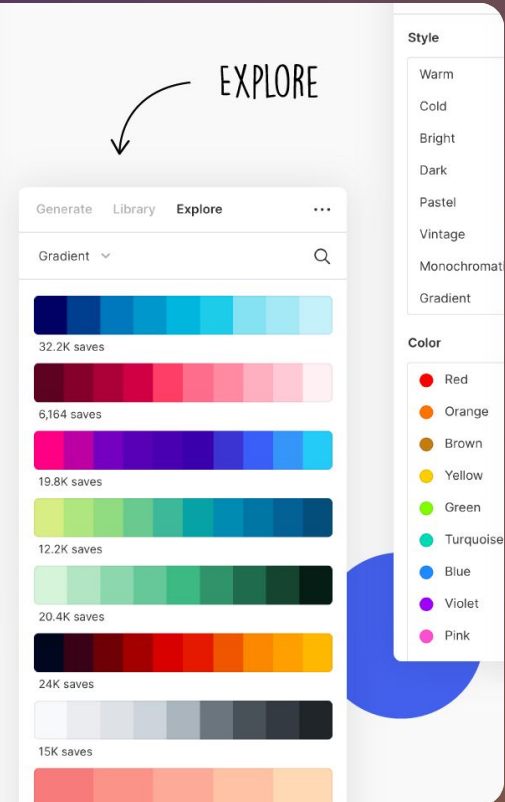 EXPLORE
Generate Library Explore
Gradient
32.2K saves
6,164 saves
19.8K saves
12.2K saves
20.4K saves
24K saves
15K saves
Style
Warm
Cold
Bright
Dark
Pastel
Vintage
Monochromati
Gradient
Color
Red
Orange
Brown
Yellow
Green
Turquoise
Blue
Violet
Pink